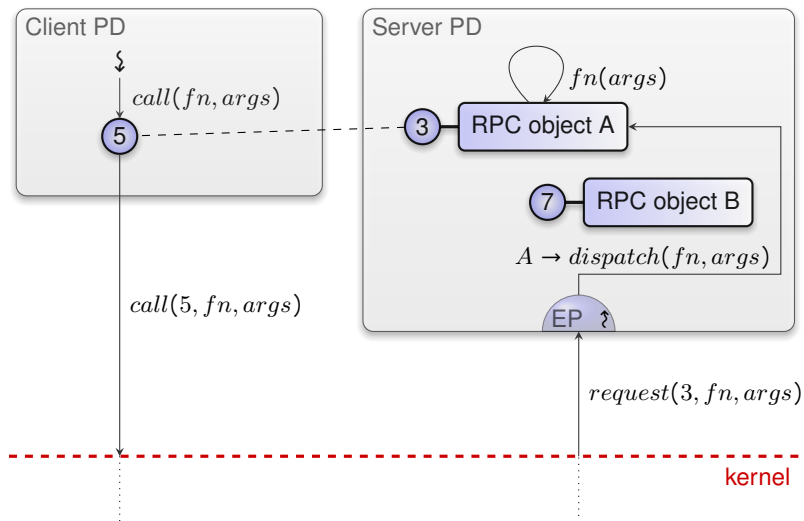 Client PD
Server PD
call(fn, args)
fn(args)
5
3
RPC object A
7
RPC object B
A → dispatch(fn, args)
call(5, fn, args)
EP
request(3, fn, args)
kernel